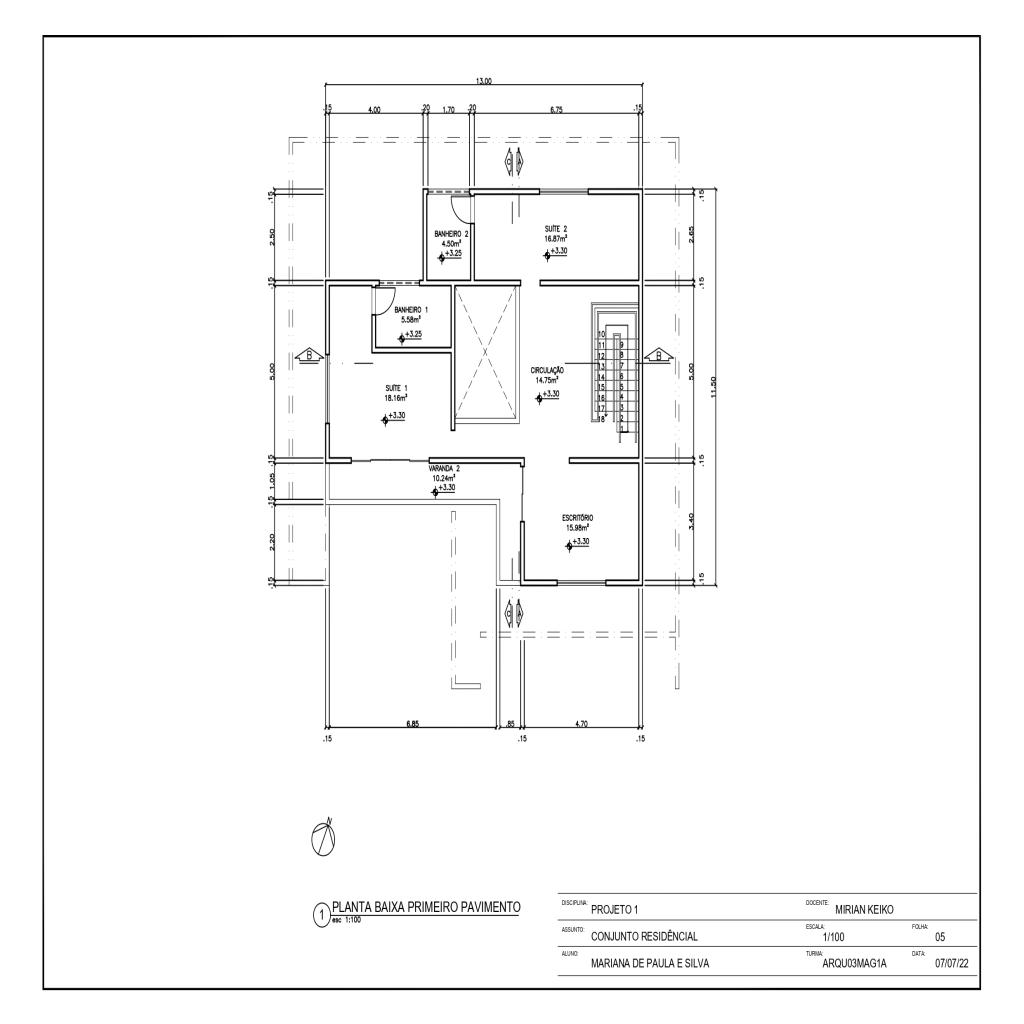 13.00
.15 4.00 .20 1.70 .20 6.75 .15
C A
.15 2.50 .15 5.00 .15 1.05 .15 2.20 .15
.15 2.65 .15 5.00 .15 3.40 .15
11.50
BANHEIRO 2
4.50m²
+3.25
SUÍTE 2
16.87m²
+3.30
BANHEIRO 1
5.58m²
+3.25
B
B
SUÍTE 1
18.16m²
+3.30
CIRCULAÇÃO
14.75m²
+3.30
10
11 9
12 8
13 7
14 6
15 5
16 4
17 3
18 2
1
VARANDA 2
10.24m²
+3.30
ESCRITÓRIO
15.98m²
+3.30
C A
6.85 .85 4.70
.15 .15 .15
N
1 PLANTA BAIXA PRIMEIRO PAVIMENTO
esc 1:100
DISCIPLINA: PROJETO 1 DOCENTE: MIRIAN KEIKO
ASSUNTO: CONJUNTO RESIDÊNCIAL ESCALA: 1/100 FOLHA: 05
ALUNO: MARIANA DE PAULA E SILVA TURMA: ARQU03MAG1A DATA: 07/07/22